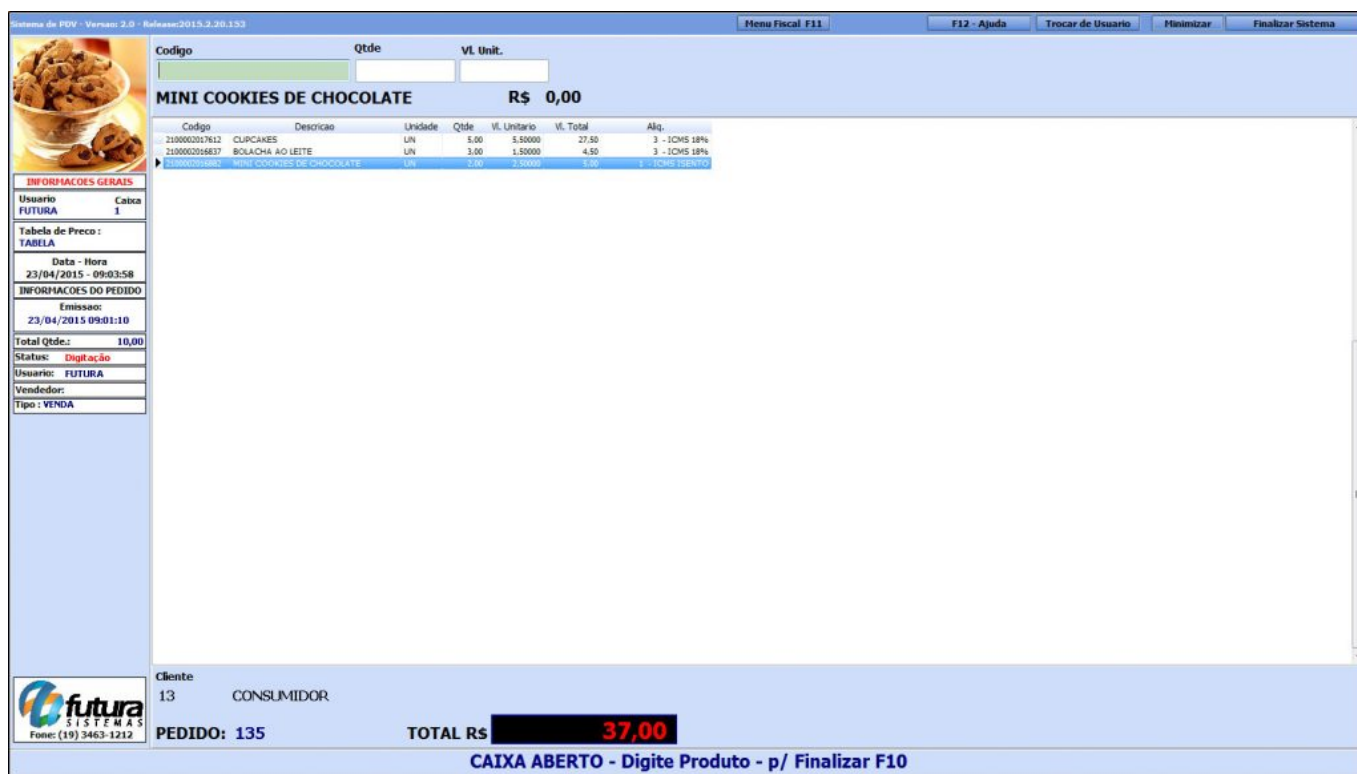 Sistema de PDV - Versao: 2.0 - Release:2015.2.20.153
Menu Fiscal F11
F12 - Ajuda
Trocar de Usuario
Minimizar
Finalizar Sistema
Codigo Qtde Vl. Unit.
MINI COOKIES DE CHOCOLATE R$ 0,00
Codigo Descricao Unidade Qtde Vl. Unitario Vl. Total Aliq.
2100002017612 CUPCAKES UN 5,00 5,50000 27,50 3 - ICMS 18%
2100002016837 BOLACHA AO LEITE UN 3,00 1,50000 4,50 3 - ICMS 18%
2100002016882 MINI COOKIES DE CHOCOLATE UN 2,00 2,50000 5,00 1 - ICMS ISENTO
INFORMACOES GERAIS
Usuario Caixa
FUTURA 1
Tabela de Preco :
TABELA
Data - Hora
23/04/2015 - 09:03:58
INFORMACOES DO PEDIDO
Emissao:
23/04/2015 09:01:10
Total Qtde.: 10,00
Status: Digitação
Usuario: FUTURA
Vendedor:
Tipo : VENDA
futura
SISTEMAS
Fone: (19) 3463-1212
Cliente
13 CONSUMIDOR
PEDIDO: 135 TOTAL R$ 37,00
CAIXA ABERTO - Digite Produto - p/ Finalizar F10